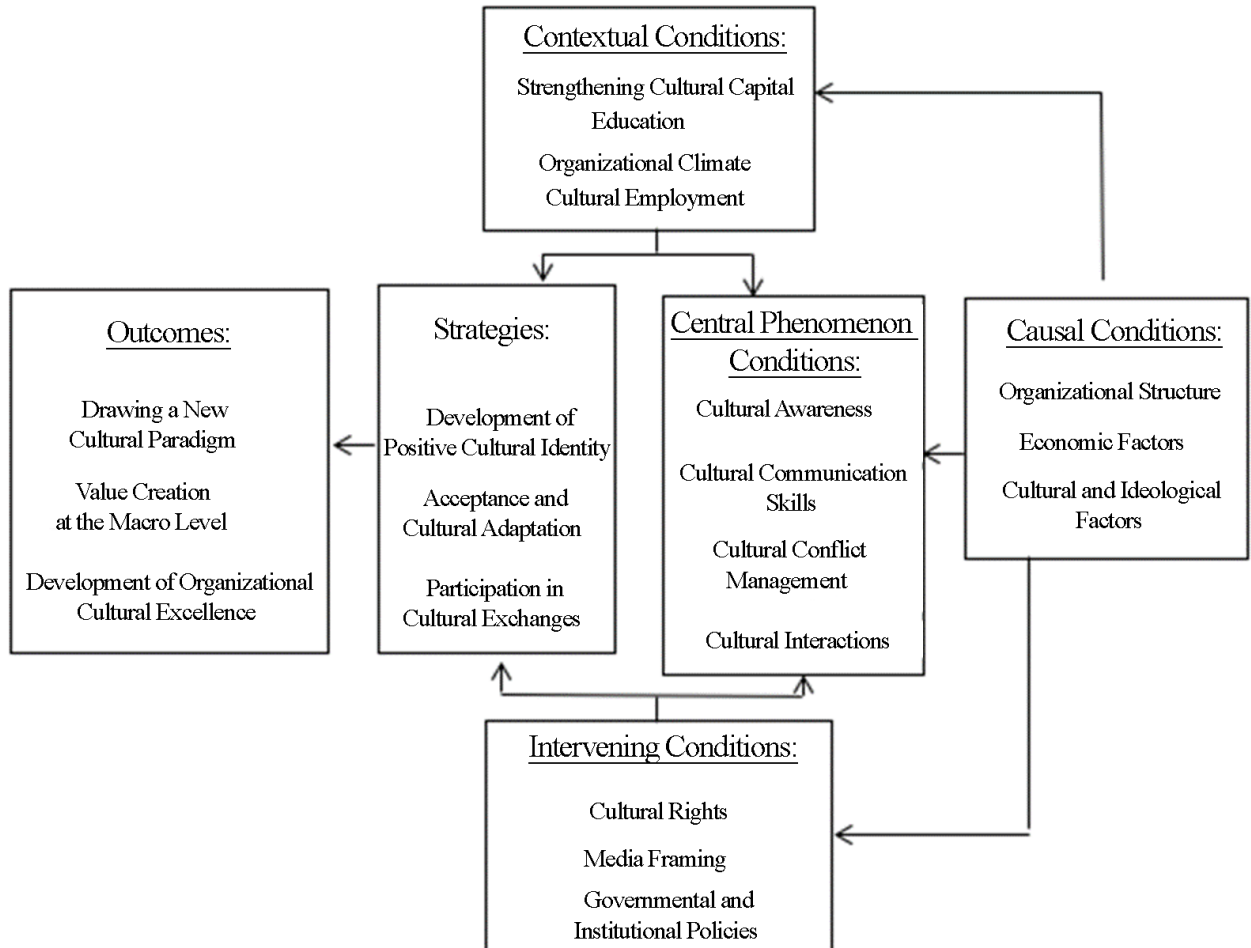 Contextual Conditions:
Strengthening Cultural Capital
Education
Organizational Climate
Cultural Employment
Outcomes:
Drawing a New
Cultural Paradigm
Value Creation
at the Macro Level
Development of Organizational
Cultural Excellence
Strategies:
Development of
Positive Cultural Identity
Acceptance and
Cultural Adaptation
Participation in
Cultural Exchanges
Central Phenomenon
Conditions:
Cultural Awareness
Cultural Communication
Skills
Cultural Conflict
Management
Cultural Interactions
Causal Conditions:
Organizational Structure
Economic Factors
Cultural and Ideological
Factors
Intervening Conditions:
Cultural Rights
Media Framing
Governmental and
Institutional Policies